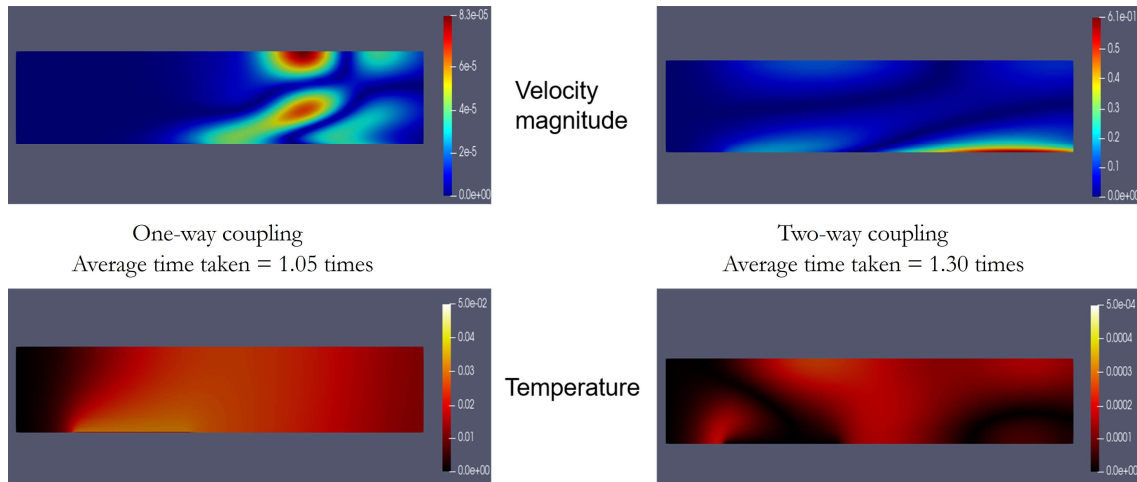 8.3e-05
6e-5
4e-5
2e-5
0.0e+00
Velocity
magnitude
6.1e-01
0.5
0.4
0.3
0.2
0.1
0.0e+00
One-way coupling
Average time taken = 1.05 times
Two-way coupling
Average time taken = 1.30 times
5.0e-02
0.04
0.03
0.02
0.01
0.0e+00
Temperature
5.0e-04
0.0004
0.0003
0.0002
0.0001
0.0e+00